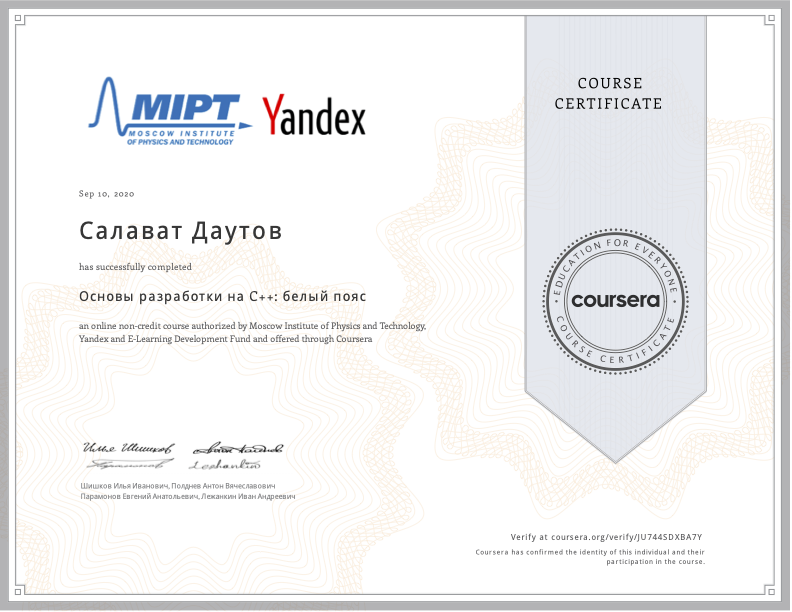 MIPT
MOSCOW INSTITUTE
OF PHYSICS AND TECHNOLOGY
Yandex
COURSE
CERTIFICATE
Sep 10, 2020
Салават Даутов
has successfully completed
Основы разработки на C++: белый пояс
an online non-credit course authorized by Moscow Institute of Physics and Technology,
Yandex and E-Learning Development Fund and offered through Coursera
EDUCATION FOR EVERYONE
coursera
COURSE CERTIFICATE
Илья Шишков
Lezhankin
Шишков Илья Иванович, Полднев Антон Вячеславович
Парамонов Евгений Анатольевич, Лежанкин Иван Андреевич
Verify at coursera.org/verify/JU744SDXBA7Y
Coursera has confirmed the identity of this individual and their
participation in the course.